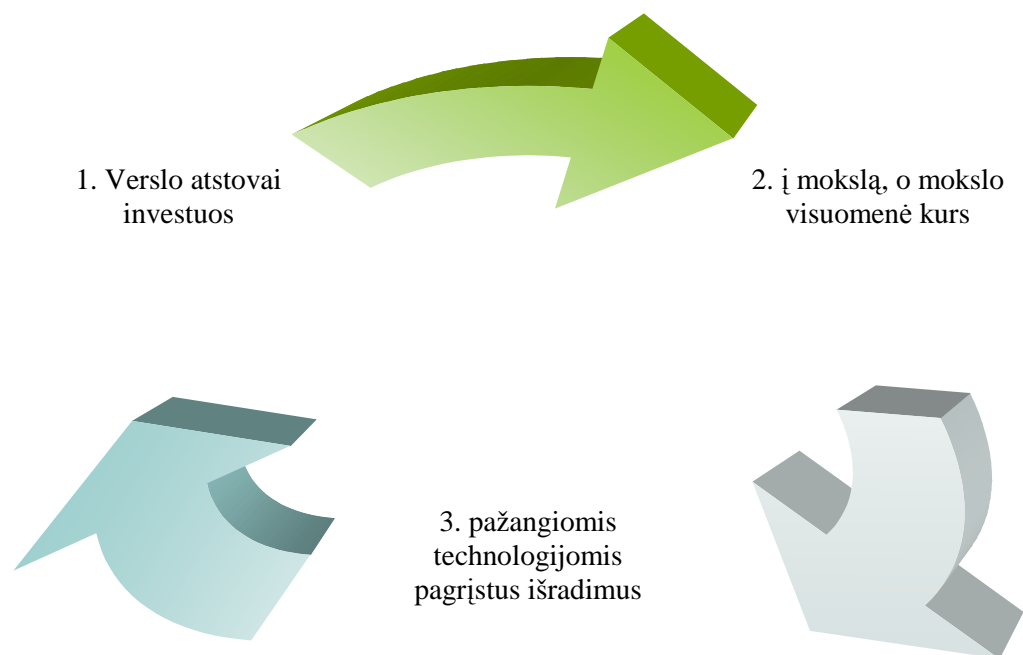 1. Verslo atstovai
investuos
2. į mokslą, o mokslo
visuomenė kurs
3. pažangiomis
technologijomis
pagrįstus išradimus